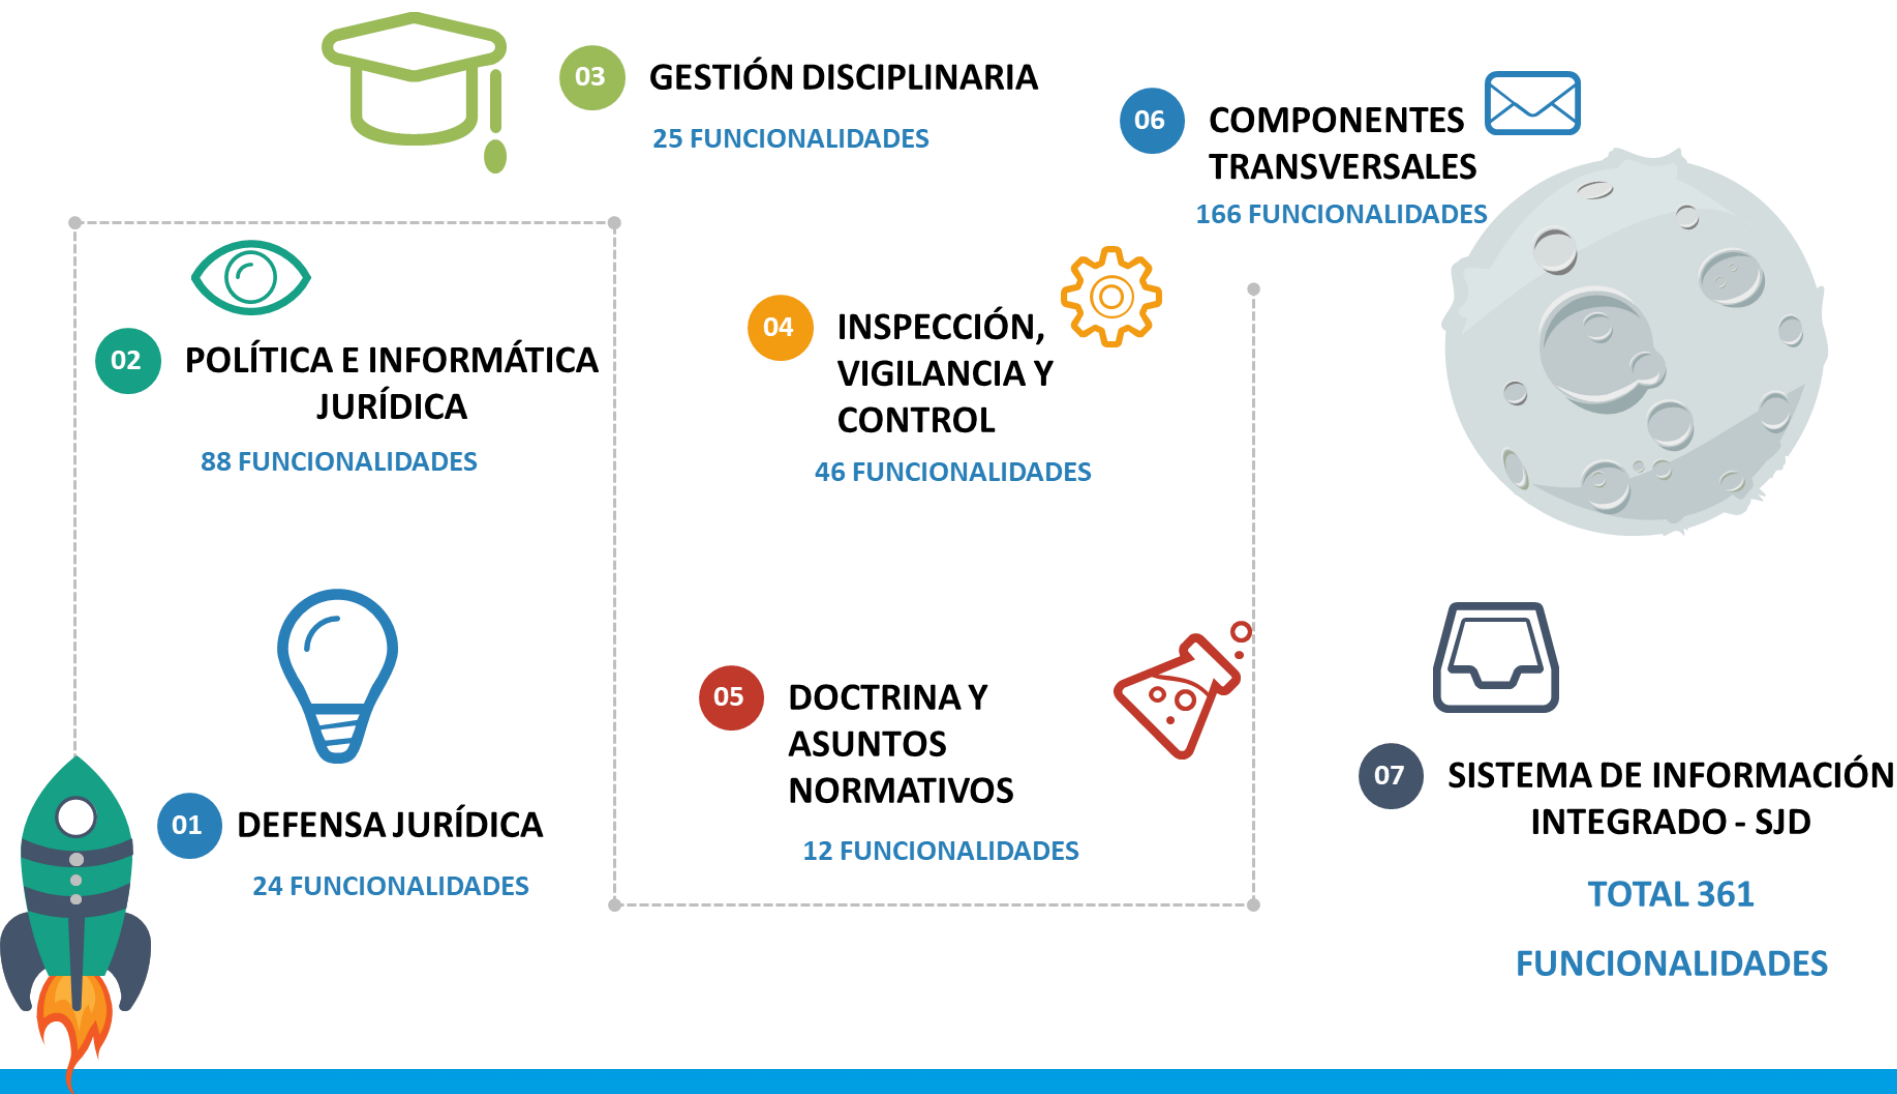 03
GESTIÓN DISCIPLINARIA
25 FUNCIONALIDADES
06
COMPONENTES
TRANSVERSALES
166 FUNCIONALIDADES
02
POLÍTICA E INFORMÁTICA
JURÍDICA
88 FUNCIONALIDADES
04
INSPECCIÓN,
VIGILANCIA Y
CONTROL
46 FUNCIONALIDADES
01
DEFENSA JURÍDICA
24 FUNCIONALIDADES
05
DOCTRINA Y
ASUNTOS
NORMATIVOS
12 FUNCIONALIDADES
07
SISTEMA DE INFORMACIÓN
INTEGRADO - SJD
TOTAL 361
FUNCIONALIDADES